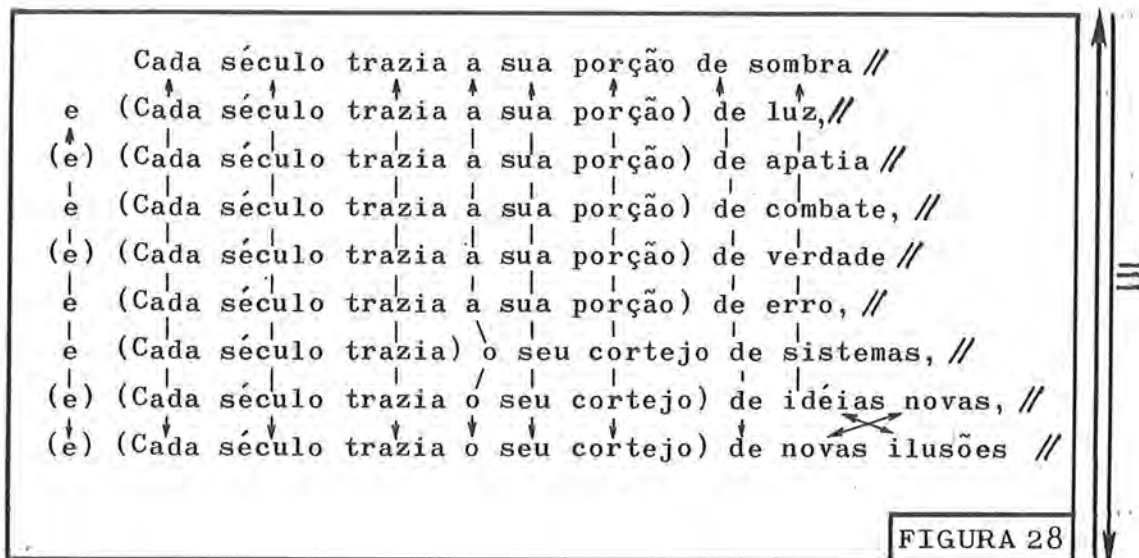 Cada século trazia a sua porção de sombra //
e (Cada século trazia a sua porção) de luz, //
(e) (Cada século trazia a sua porção) de apatia //
e (Cada século trazia a sua porção) de combate, //
(e) (Cada século trazia a sua porção) de verdade //
e (Cada século trazia a sua porção) de erro, //
e (Cada século trazia) o seu cortejo de sistemas, //
(e) (Cada século trazia o seu cortejo) de idéias novas, //
(e) (Cada século trazia o seu cortejo) de novas ilusões //
FIGURA 28